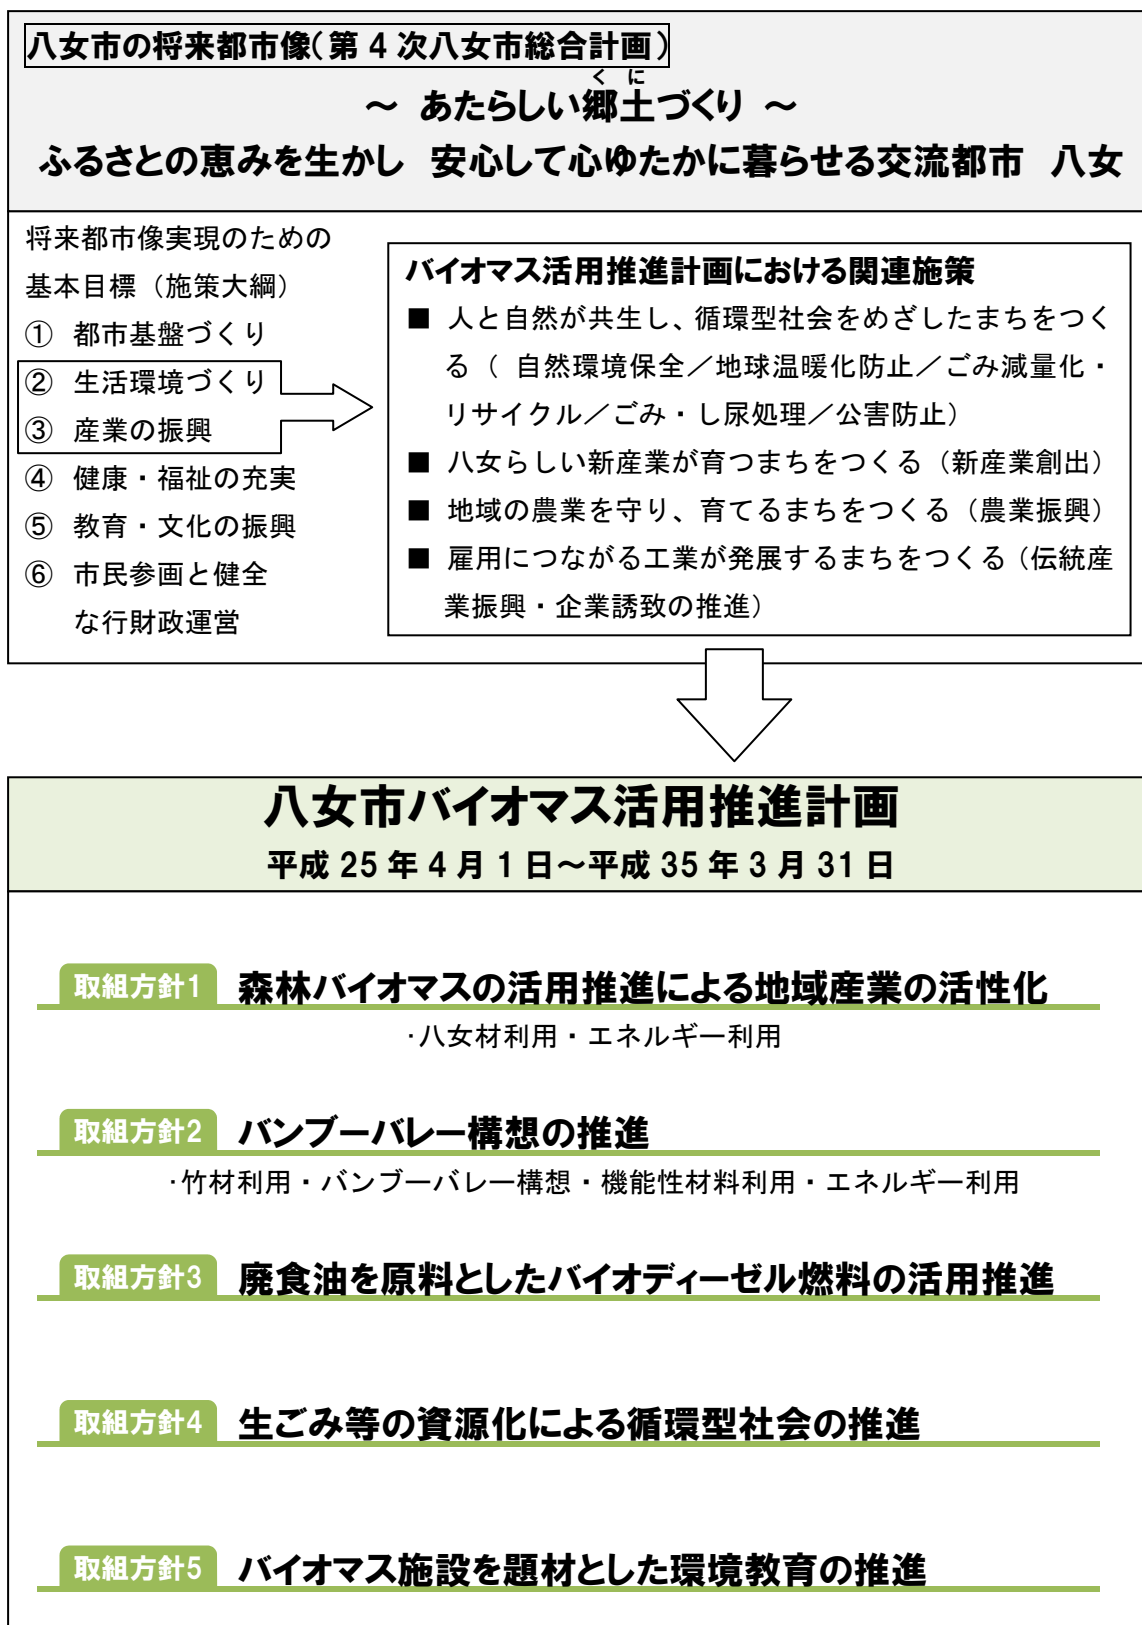 八女市の将来都市像（第 4 次八女市総合計画）
くに
～ あたらしい郷土づくり ～
ふるさとの恵みを生かし 安心して心ゆたかに暮らせる交流都市 八女
将来都市像実現のための
基本目標（施策大綱）
① 都市基盤づくり
② 生活環境づくり
③ 産業の振興
④ 健康・福祉の充実
⑤ 教育・文化の振興
⑥ 市民参画と健全
な行財政運営
バイオマス活用推進計画における関連施策
■ 人と自然が共生し、循環型社会をめざしたまちをつく
る（ 自然環境保全／地球温暖化防止／ごみ減量化・
リサイクル／ごみ・し尿処理／公害防止）
■ 八女らしい新産業が育つまちをつくる（新産業創出）
■ 地域の農業を守り、育てるまちをつくる（農業振興）
■ 雇用につながる工業が発展するまちをつくる（伝統産
業振興・企業誘致の推進）
八女市バイオマス活用推進計画
平成 25 年 4 月 1 日～平成 35 年 3 月 31 日
取組方針1 森林バイオマスの活用推進による地域産業の活性化
・八女材利用・エネルギー利用
取組方針2 バンブーバレー構想の推進
・竹材利用・バンブーバレー構想・機能性材料利用・エネルギー利用
取組方針3 廃食油を原料としたバイオディーゼル燃料の活用推進
取組方針4 生ごみ等の資源化による循環型社会の推進
取組方針5 バイオマス施設を題材とした環境教育の推進